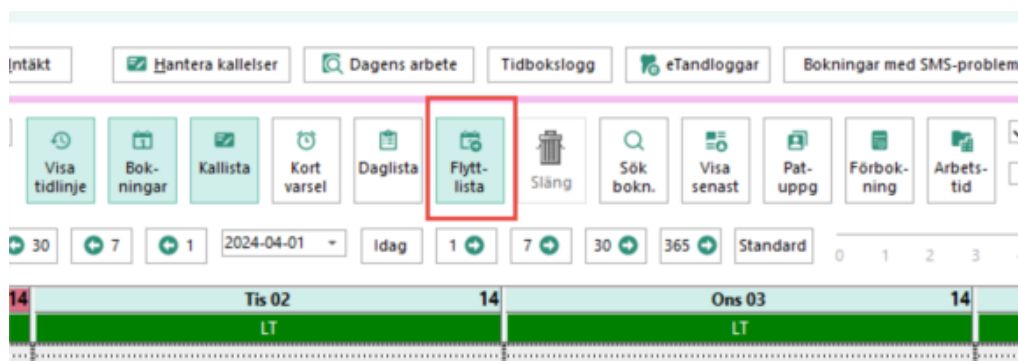 Intäkt Hantera kallelser Dagens arbete Tidbokslogg eTandloggar Bokningar med SMS-problem
Visa tidlinje
Bok-
ningar
Kallista
Kort varsel
Daglista
Flytt-
lista
Släng
Sök bokn.
Visa senast
Pat-
uppg
Förbok-
ning
Arbets-
tid
30 7 1 2024-04-01 Idag 1 7 30 365 Standard 0 1 2 3
14 Tis 02 14 Ons 03 14
LT LT